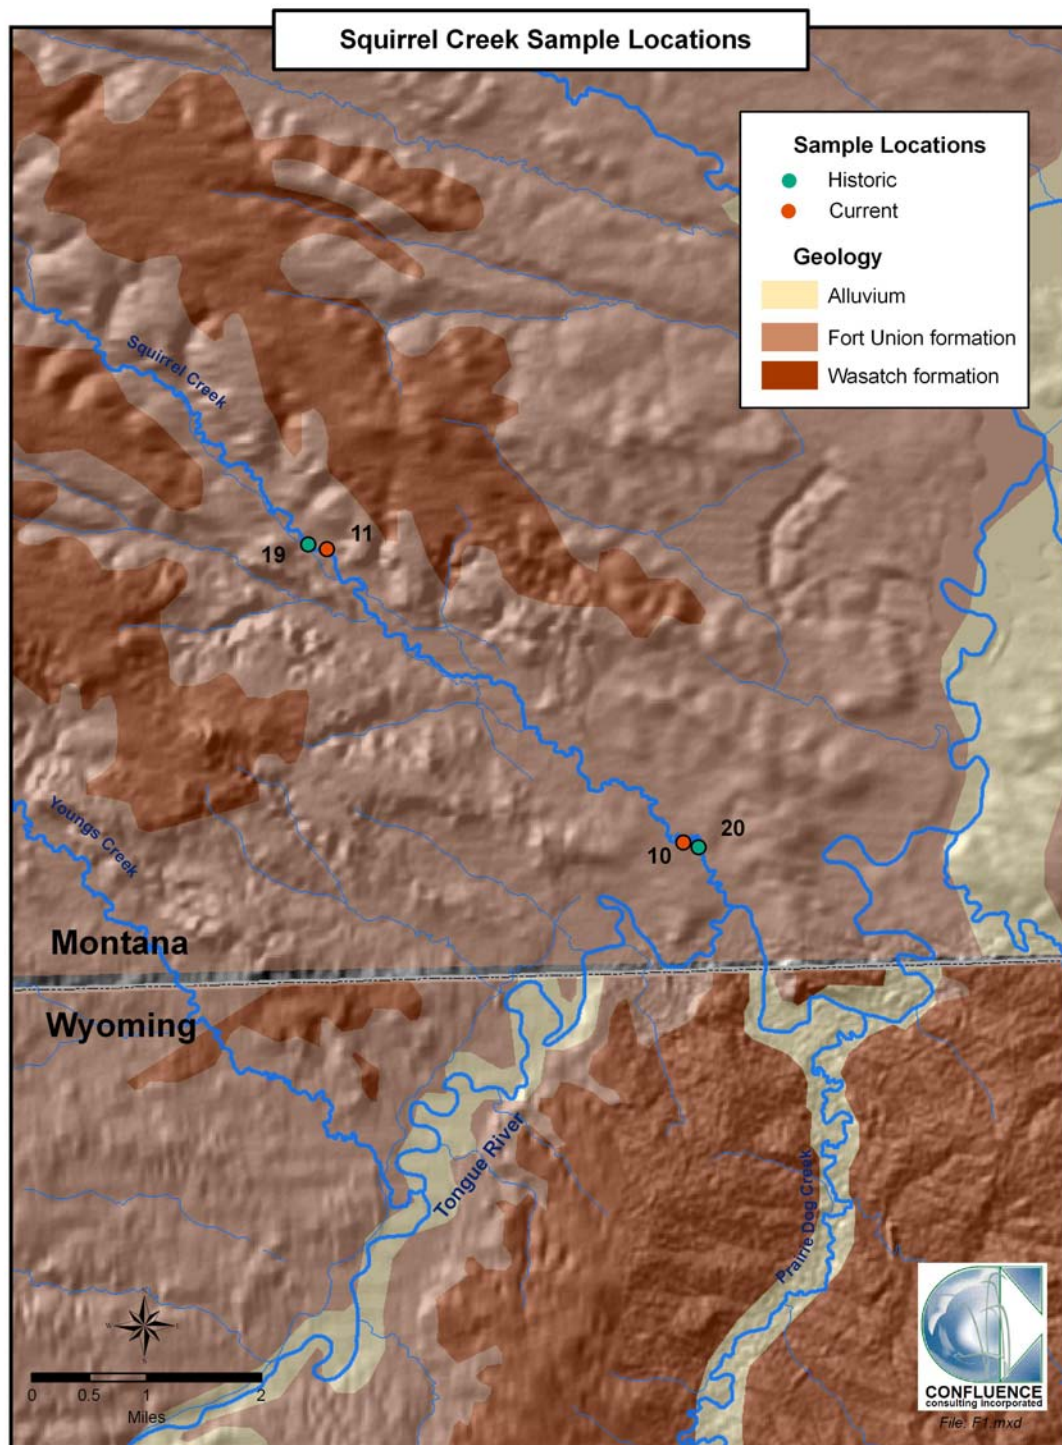 Squirrel Creek Sample Locations
Sample Locations
Historic
Current
Geology
Alluvium
Fort Union formation
Wasatch formation
Squirrel Creek
19
11
Youngs Creek
20
10
Montana
Wyoming
Tongue River
Prairie Dog Creek
N
W
E
S
0 0.5 1 2
Miles
CONFLUENCE
consulting incorporated
File: F1.mxd